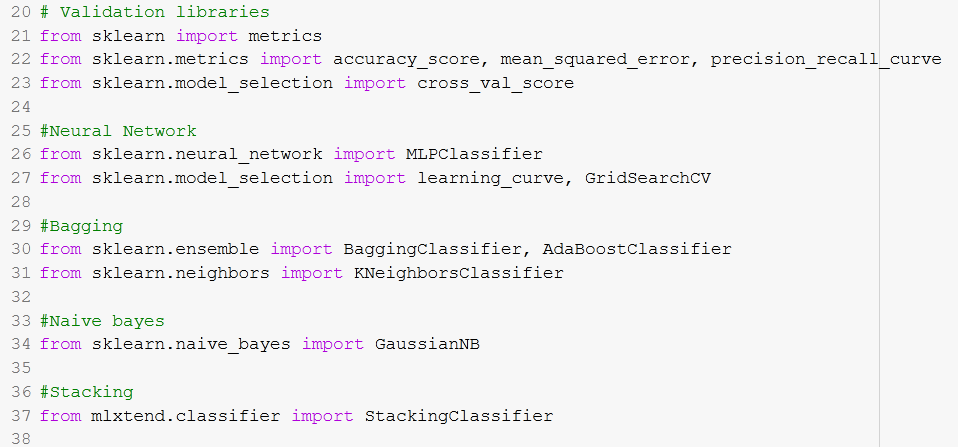 20 # Validation libraries
21 from sklearn import metrics
22 from sklearn.metrics import accuracy_score, mean_squared_error, precision_recall_curve
23 from sklearn.model_selection import cross_val_score
24
25 #Neural Network
26 from sklearn.neural_network import MLPClassifier
27 from sklearn.model_selection import learning_curve, GridSearchCV
28
29 #Bagging
30 from sklearn.ensemble import BaggingClassifier, AdaBoostClassifier
31 from sklearn.neighbors import KNeighborsClassifier
32
33 #Naive bayes
34 from sklearn.naive_bayes import GaussianNB
35
36 #Stacking
37 from mlxtend.classifier import StackingClassifier
38